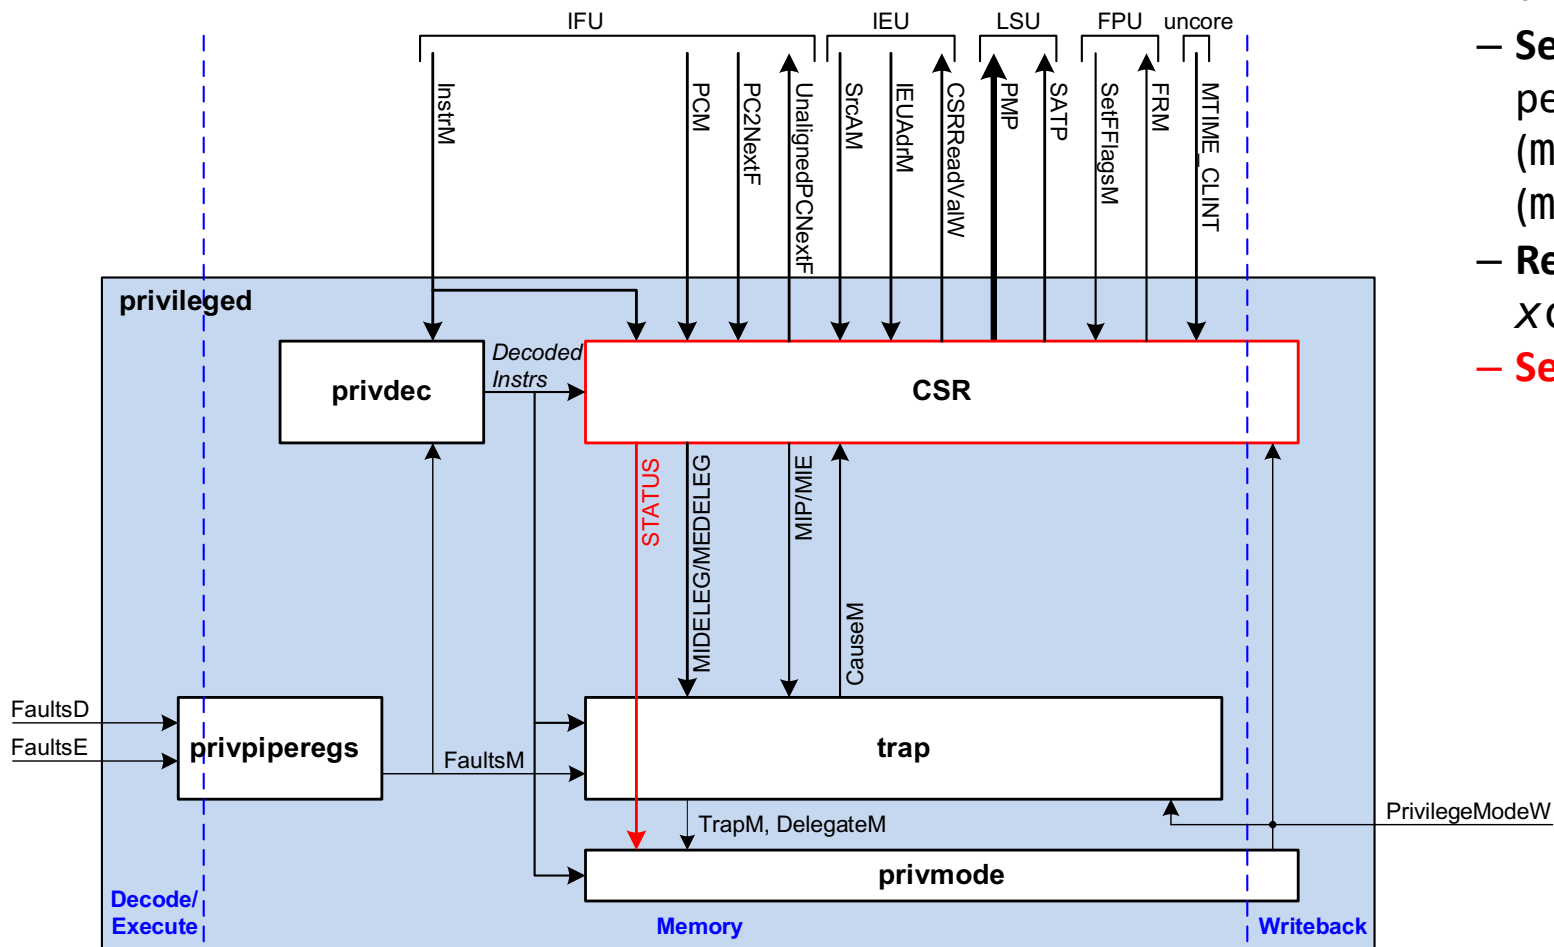 IFU
IEU
LSU
FPU
uncore
InstrM
PCM
PC2NextF
UnalignedPCNextF
SrcAM
IEUAdrM
CSRReadValW
PMP
SATP
SetFFlagsM
FRM
MTIME_CLINT
privileged
privdec
Decoded
Instrs
CSR
STATUS
MIDELEG/MEDELEG
MIP/MIE
CauseM
FaultsD
FaultsE
privpiperegs
FaultsM
trap
TrapM, DelegateM
PrivilegeModeW
privmode
Decode/
Execute
Memory
Writeback
– Se
pe
(m
(m
– Re
x
– Se